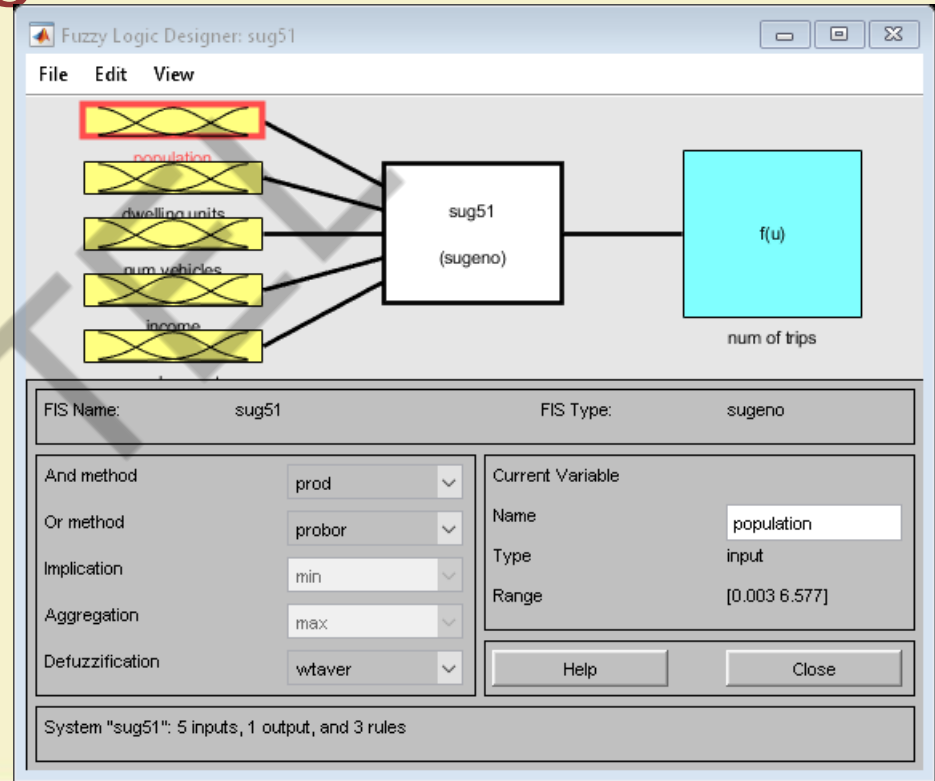 Fuzzy Logic Designer: sug51
File Edit View
population
dwelling units
num vehicles
income
sug51
(sugeno)
f(u)
num of trips
FIS Name: sug51 FIS Type: sugeno
And method prod
Or method probor
Implication min
Aggregation max
Defuzzification wtaver
Current Variable
Name population
Type input
Range [0.003 6.577]
Help Close
System "sug51": 5 inputs, 1 output, and 3 rules